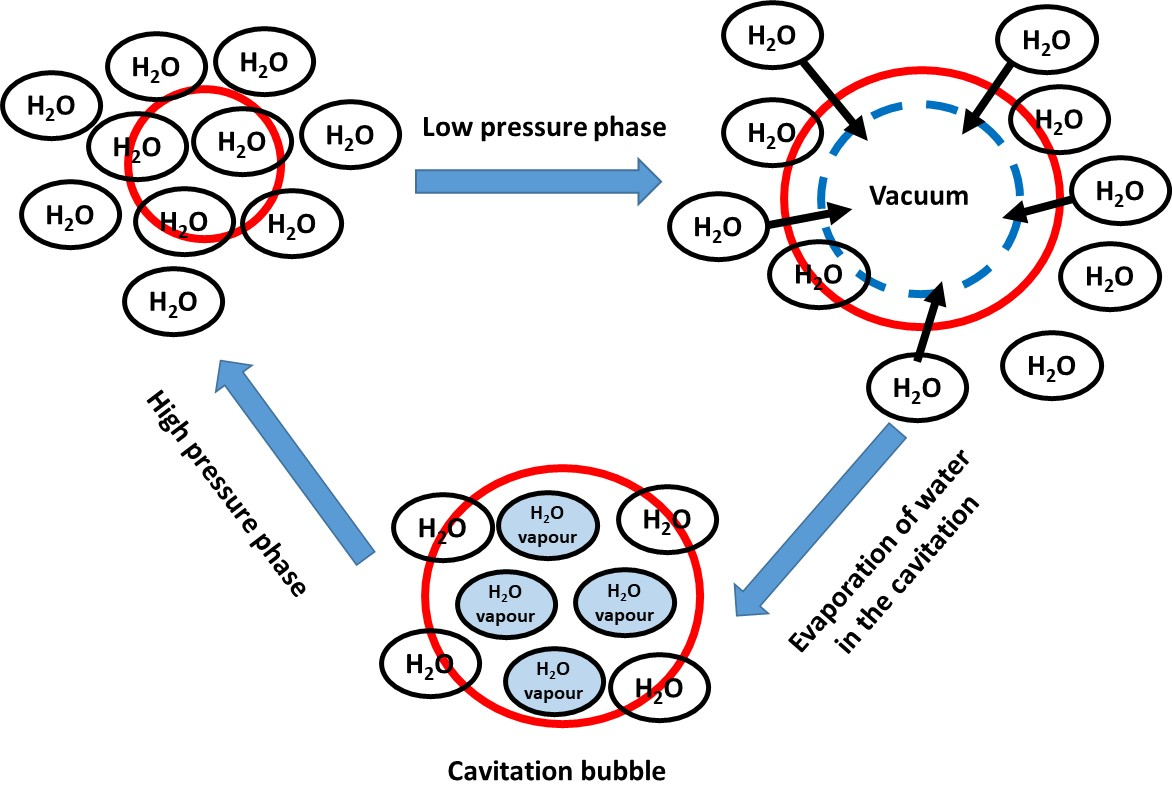 H₂O
H₂O
H₂O
H₂O
H₂O
H₂O
H₂O
H₂O
H₂O
H₂O
Low pressure phase
H₂O
H₂O
H₂O
H₂O
Vacuum
H₂O
H₂O
H₂O
H₂O
H₂O
H₂O
Evaporation of water
in the cavitation
H₂O
H₂O
vapour
H₂O
H₂O
vapour
H₂O
vapour
H₂O
H₂O
vapour
H₂O
Cavitation bubble
High pressure phase